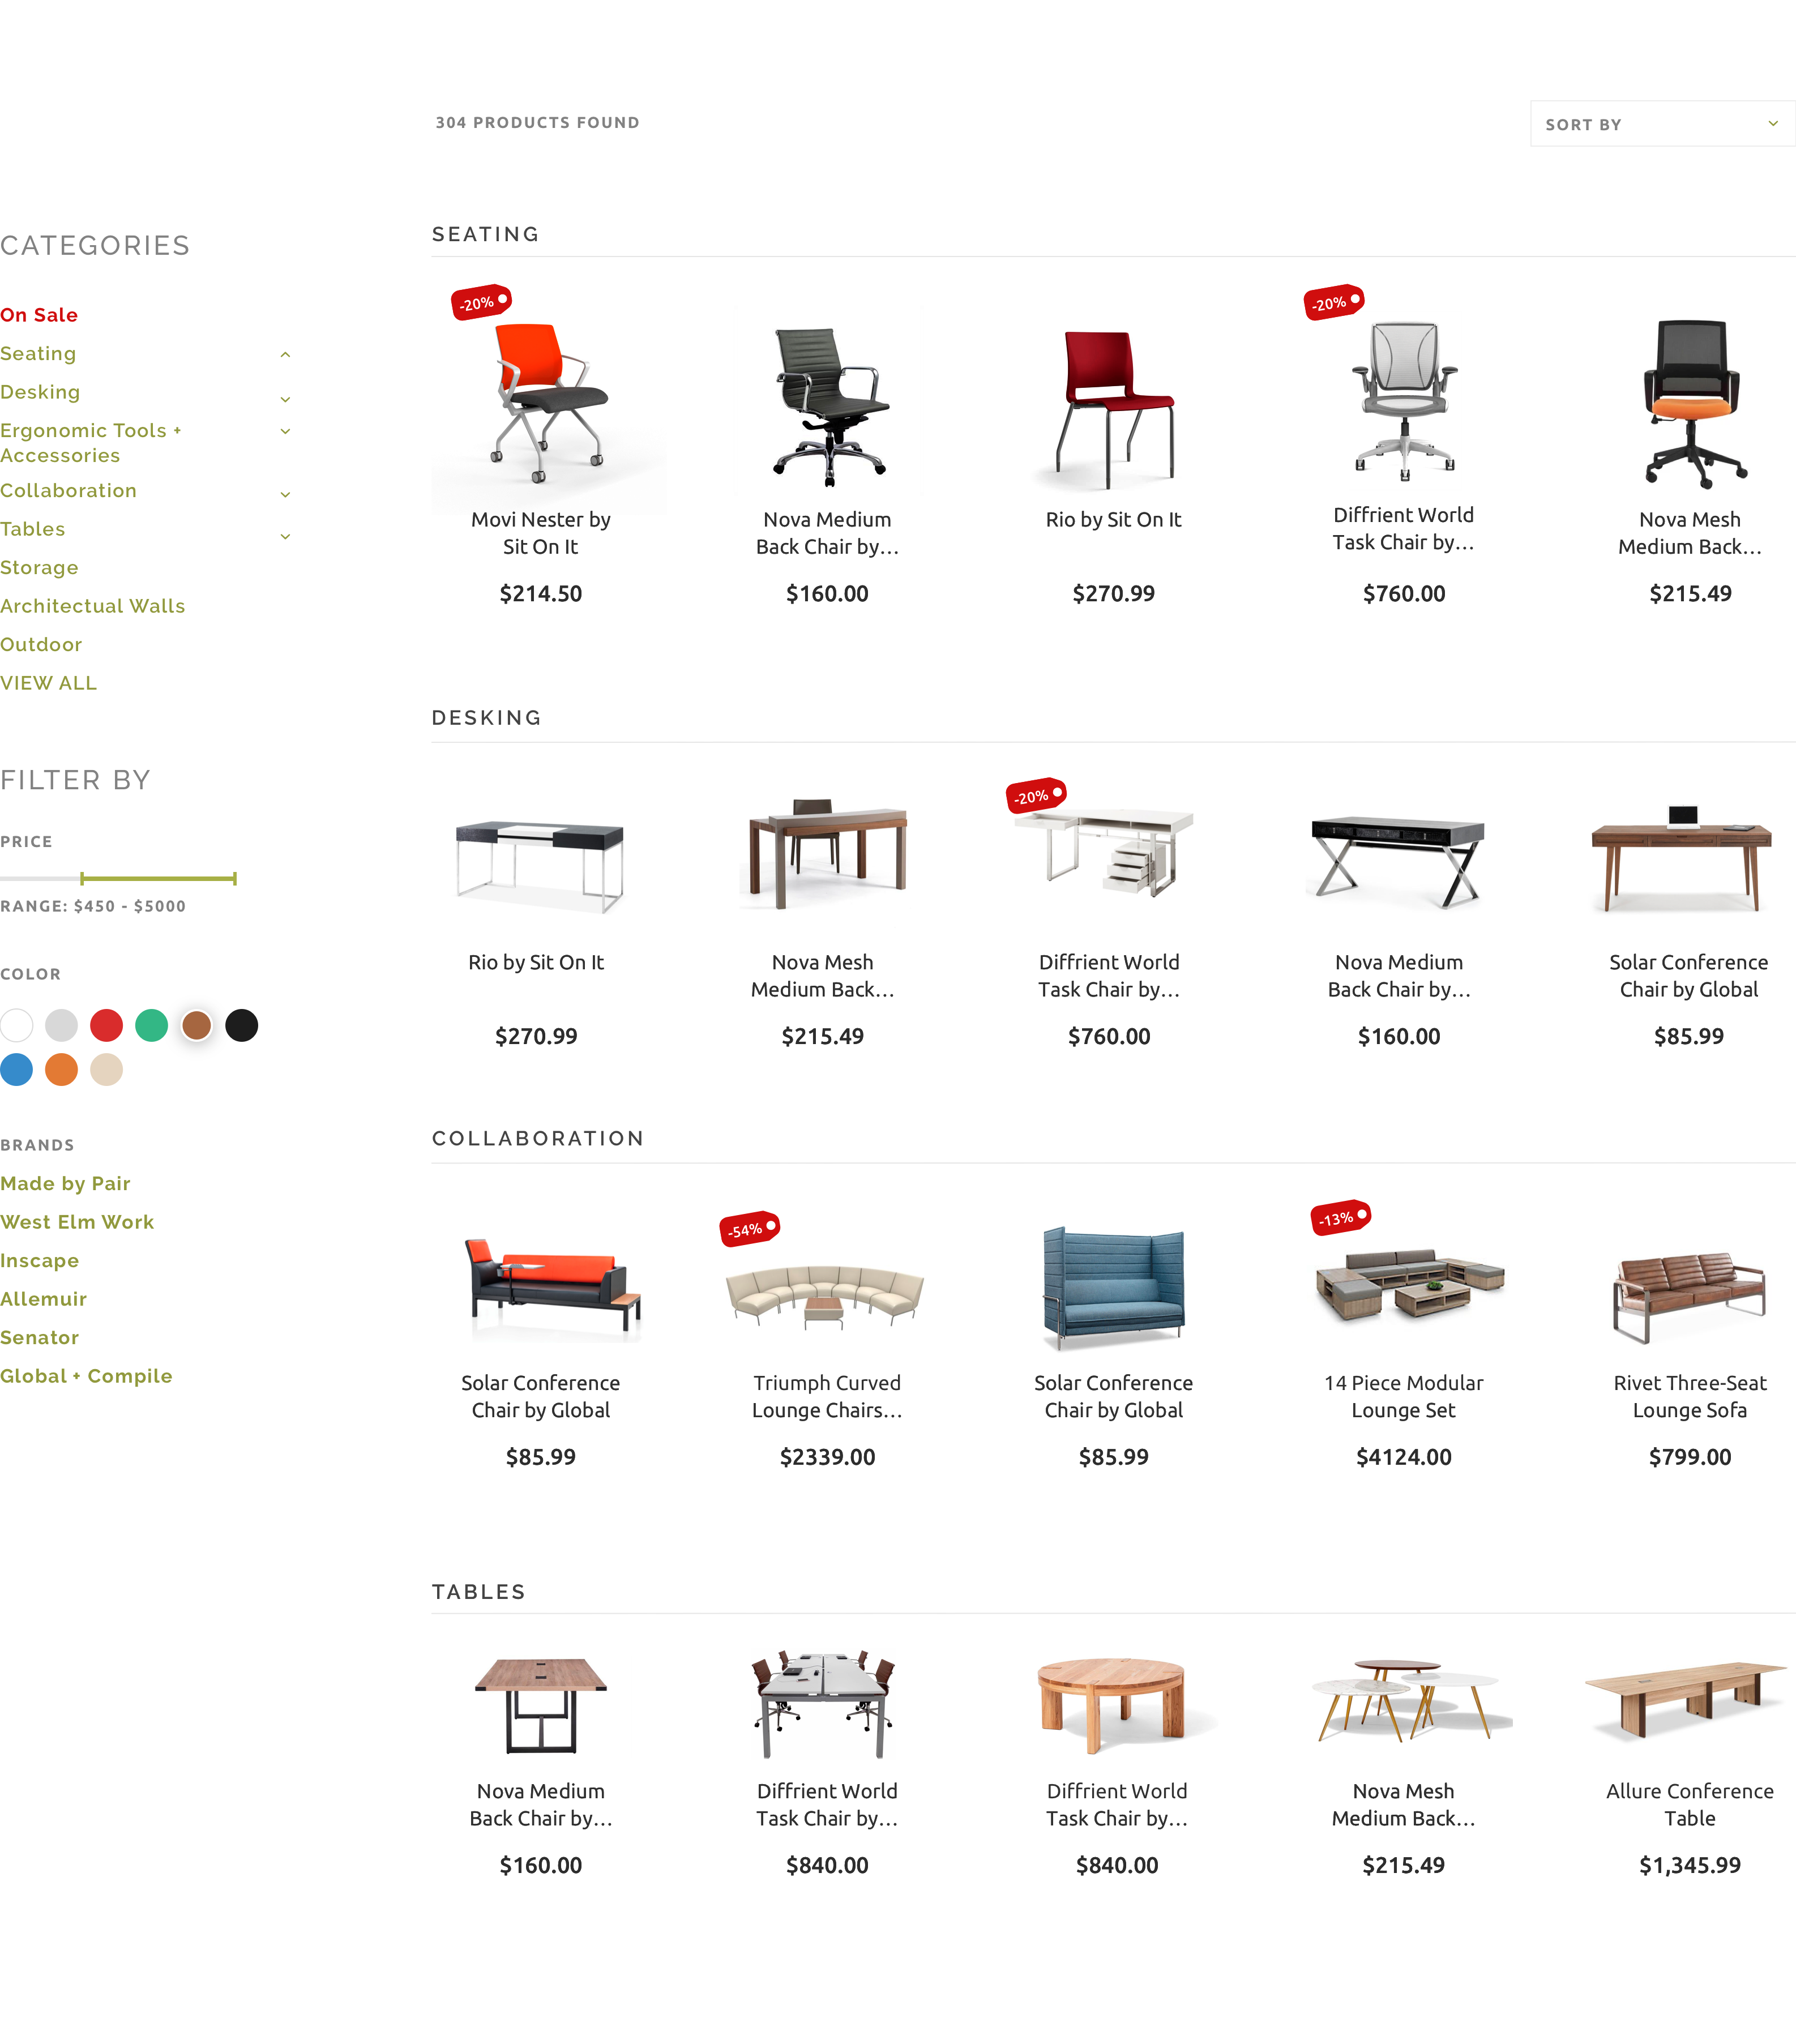 304 PRODUCTS FOUND
SORT BY
CATEGORIES
On Sale
Seating
Desking
Ergonomic Tools +
Accessories
Collaboration
Tables
Storage
Architectual Walls
Outdoor
VIEW ALL
FILTER BY
PRICE
RANGE: $450 - $5000
COLOR
BRANDS
Made by Pair
West Elm Work
Inscape
Allemuir
Senator
Global + Compile
SEATING
-20%
Movi Nester by
Sit On It
$214.50
Nova Medium
Back Chair by...
$160.00
Rio by Sit On It
$270.99
-20%
Diffrient World
Task Chair by...
$760.00
Nova Mesh
Medium Back...
$215.49
DESKING
Rio by Sit On It
$270.99
Nova Mesh
Medium Back...
$215.49
-20%
Diffrient World
Task Chair by...
$760.00
Nova Medium
Back Chair by...
$160.00
Solar Conference
Chair by Global
$85.99
COLLABORATION
Solar Conference
Chair by Global
$85.99
-54%
Triumph Curved
Lounge Chairs...
$2339.00
Solar Conference
Chair by Global
$85.99
-13%
14 Piece Modular
Lounge Set
$4124.00
Rivet Three-Seat
Lounge Sofa
$799.00
TABLES
Nova Medium
Back Chair by...
$160.00
Diffrient World
Task Chair by...
$840.00
Diffrient World
Task Chair by...
$840.00
Nova Mesh
Medium Back...
$215.49
Allure Conference
Table
$1,345.99